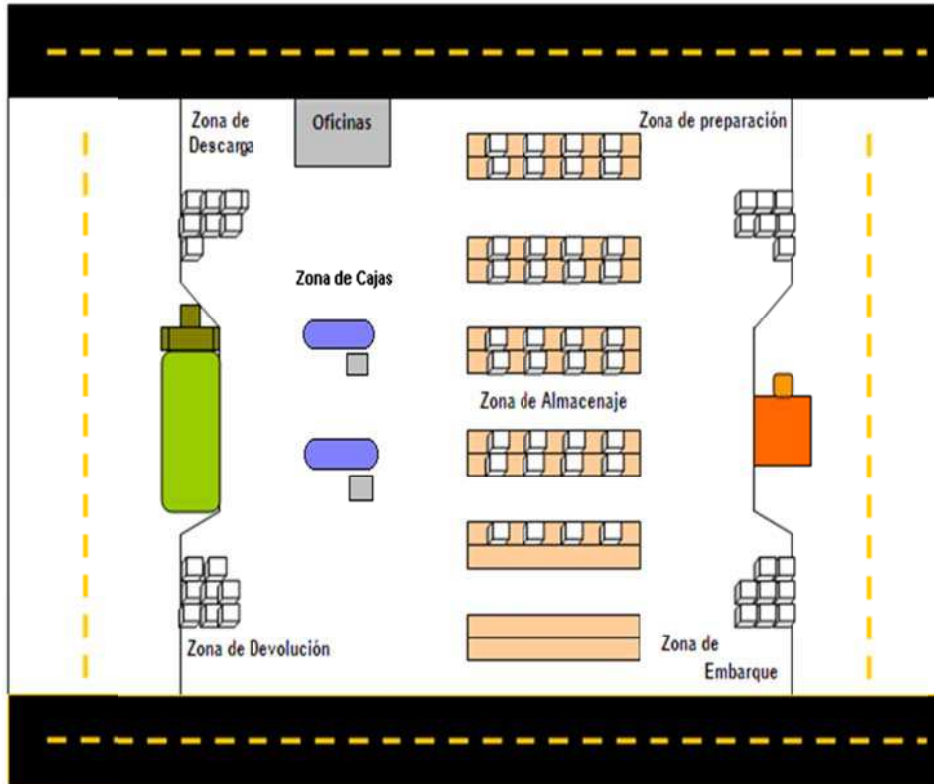 Zona de
Descarga
Oficinas
Zona de preparación
Zona de Cajas
Zona de Almacenaje
Zona de Devolución
Zona de
Embarque